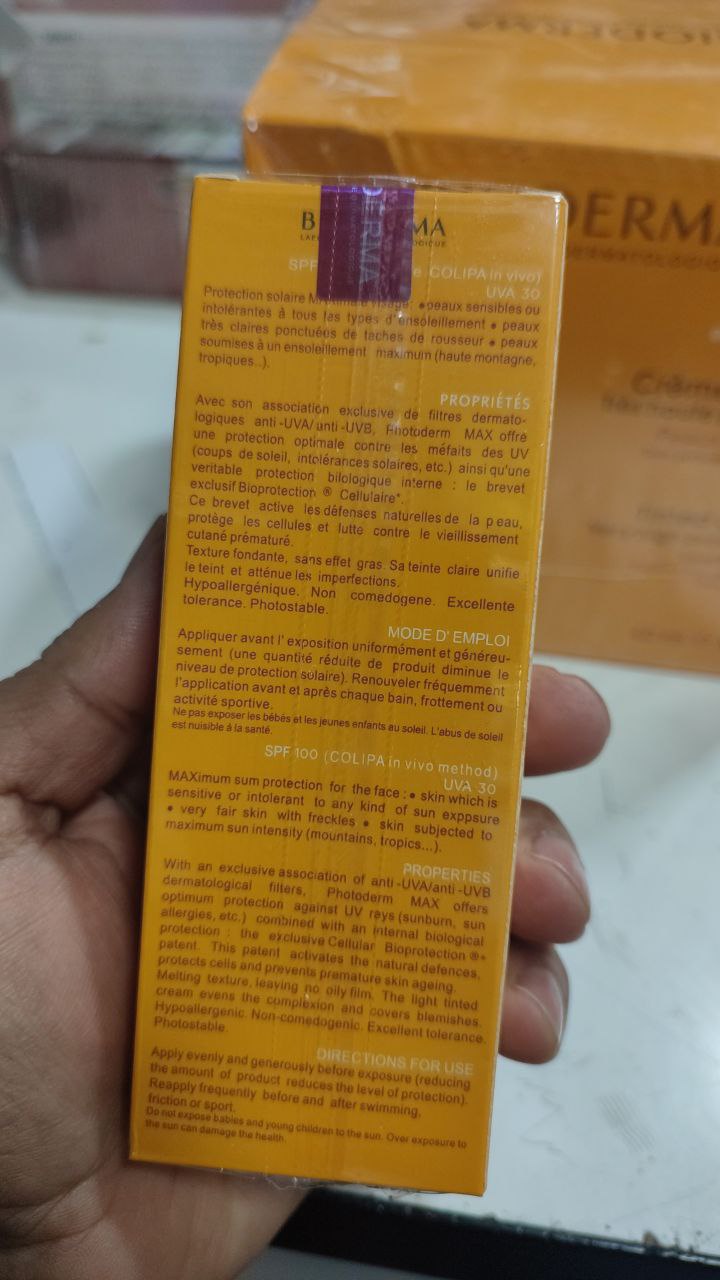 IODERMA
DERMA
DERMATOLOGIQUE
Crème
B DERMA MA
LAB DERMATOLOGIQUE OGIQUE
SPF e COLIPA in vivo)
UVA 30
Protection solaire MAximale visage: •peaux sensibles ou
intolérantes à tous les types d'ensoleillement • peaux
très claires ponctuées de taches de rousseur • peaux
soumises à un ensoleillement maximum (haute montagne,
tropiques..).
PROPRIÉTÉS
Avec son association exclusive de filtres dermato-
logiques anti-UVA/anti-UVB, Photoderm MAX offre
une protection optimale contre les méfaits des UV
(coups de soleil, intolérances solaires, etc.) ainsi qu'une
veritable protection bilologique interne : le brevet
exclusif Bioprotection ® Cellulaire*.
Ce brevet active les défenses naturelles de la peau,
protège les cellules et lutte contre le vieillissement
cutané prématuré.
Texture fondante, sans effet gras. Sa teinte claire unifie
le teint et atténue les imperfections.
Hypoallergénique. Non comedogene. Excellente
tolerance. Photostable.
MODE D' EMPLOI
Appliquer avant l' exposition uniformément et généreu-
sement (une quantité réduite de produit diminue le
niveau de protection solaire). Renouveler fréquemment
l'application avant et après chaque bain, frottement ou
activité sportive.
Ne pas exposer les bébés et les jeunes enfants au soleil. L'abus de soleil
est nuisible à la santé.
SPF 100 (COLIPA in vivo method)
UVA 30
MAXimum sum protection for the face : • skin which is
sensitive or intolerant to any kind of sun exppsure
• very fair skin with freckles • skin subjected to
maximum sun intensity (mountains, tropics...).
PROPERTIES
With an exclusive association of anti-UVA/anti-UVB
dermatological filters, Photoderm MAX offers
optimum protection against UV rays (sunburn, sun
allergies, etc.) combined with an internal biological
protection : the exclusive Cellular Bioprotection ®*
patent. This patent activates the natural defences,
protects cells and prevents premature skin ageing.
Melting texture, leaving no oily film. The light tinted
cream evens the complexion and covers blemishes.
Hypoallergenic. Non-comedogenic. Excellent tolerance.
Photostable.
DIRECTIONS FOR USE
Apply evenly and generously before exposure (reducing
the amount of product reduces the level of protection).
Reapply frequently before and after swimming,
friction or sport.
Do not expose babies and young children to the sun. Over exposure to
the sun can damage the health.